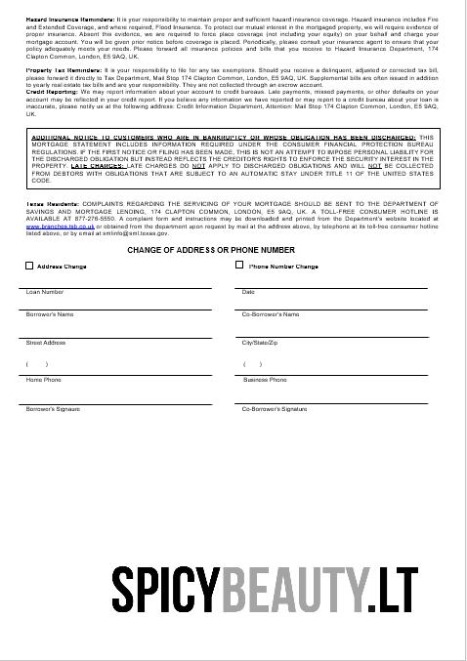 Hazard Insurance Reminders: It is your responsibility to maintain proper and sufficient hazard insurance coverage. Hazard insurance includes Fire
and Extended Coverage, and where required, Flood Insurance. To protect our mutual interest in the mortgaged property, we will require evidence of
proper insurance. Absent this evidence, we are required to force place coverage (not including your equity) on your behalf and charge your
mortgage account. You will be given prior notice before coverage is placed. Periodically, please consult your insurance agent to ensure that your
policy adequately meets your needs. Please forward all insurance policies and bills that you receive to Hazard Insurance Department, 174
Clapton Common, London, E5 9AQ, UK.
Property Tax Reminders: It is your responsibility to file for any tax exemptions. Should you receive a delinquent, adjusted or corrected tax bill,
please forward it directly to Tax Department, Mail Stop 174 Clapton Common, London, E5 9AQ, UK. Supplemental bills are often issued in addition
to yearly real-estate tax bills and are your responsibility. They are not collected through an escrow account.
Credit Reporting: We may report information about your account to credit bureaus. Late payments, missed payments, or other defaults on your
account may be reflected in your credit report. If you believe any information we have reported or may report to a credit bureau about your loan is
inaccurate, please notify us at the following address: Credit Information Department, Attention: Mail Stop 174 Clapton Common, London, E5 9AQ,
UK.
ADDITIONAL NOTICE TO CUSTOMERS WHO ARE IN BANKRUPTCY OR WHOSE OBLIGATION HAS BEEN DISCHARGED: THIS
MORTGAGE STATEMENT INCLUDES INFORMATION REQUIRED UNDER THE CONSUMER FINANCIAL PROTECTION BUREAU
REGULATIONS. IF THE FIRST NOTICE OR FILING HAS BEEN MADE, THIS IS NOT AN ATTEMPT TO IMPOSE PERSONAL LIABILITY FOR
THE DISCHARGED OBLIGATION BUT INSTEAD REFLECTS THE CREDITOR'S RIGHTS TO ENFORCE THE SECURITY INTEREST IN THE
PROPERTY. LATE CHARGES: LATE CHARGES DO NOT APPLY TO DISCHARGED OBLIGATIONS AND WILL NOT BE COLLECTED
FROM DEBTORS WITH OBLIGATIONS THAT ARE SUBJECT TO AN AUTOMATIC STAY UNDER TITLE 11 OF THE UNITED STATES
CODE.
Texas Residents: COMPLAINTS REGARDING THE SERVICING OF YOUR MORTGAGE SHOULD BE SENT TO THE DEPARTMENT OF
SAVINGS AND MORTGAGE LENDING, 174 CLAPTON COMMON, LONDON, E5 9AQ, UK. A TOLL-FREE CONSUMER HOTLINE IS
AVAILABLE AT 877-276-5550. A complaint form and instructions may be downloaded and printed from the Department's website located at
www.branches.tsb.co.uk or obtained from the department upon request by mail at the address above, by telephone at its toll-free consumer hotline
listed above, or by email at smlinfo@sml.texas.gov.
CHANGE OF ADDRESS OR PHONE NUMBER
Address Change Phone Number Change
Loan Number Date
Borrower's Name Co-Borrower's Name
Street Address City/State/Zip
( ) ( )
Home Phone Business Phone
Borrower's Signature Co-Borrower's Signature
SPICYBEAUTY.LT